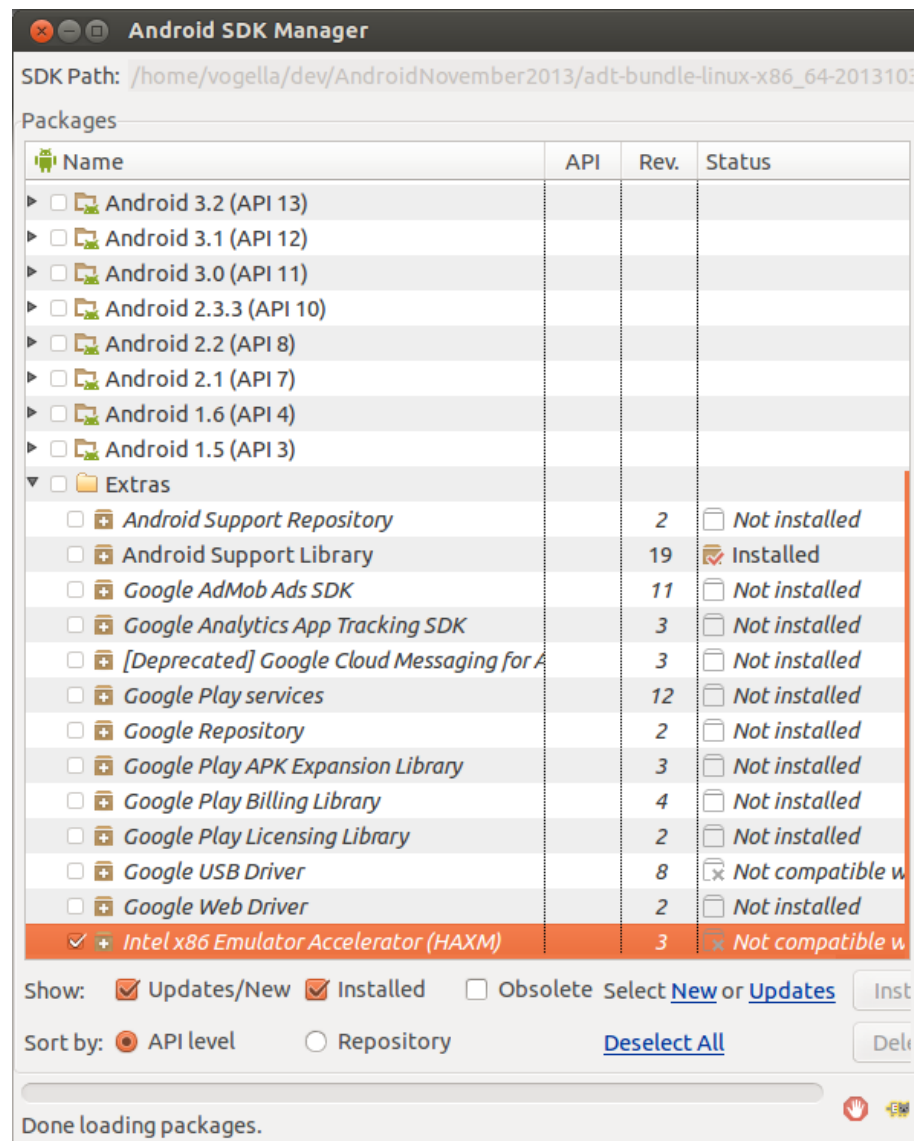 Android SDK Manager
SDK Path: /home/vogella/dev/AndroidNovember2013/adt-bundle-linux-x86_64-2013103
Packages
Name API Rev. Status
Android 3.2 (API 13)
Android 3.1 (API 12)
Android 3.0 (API 11)
Android 2.3.3 (API 10)
Android 2.2 (API 8)
Android 2.1 (API 7)
Android 1.6 (API 4)
Android 1.5 (API 3)
Extras
Android Support Repository 2 Not installed
Android Support Library 19 Installed
Google AdMob Ads SDK 11 Not installed
Google Analytics App Tracking SDK 3 Not installed
[Deprecated] Google Cloud Messaging for A 3 Not installed
Google Play services 12 Not installed
Google Repository 2 Not installed
Google Play APK Expansion Library 3 Not installed
Google Play Billing Library 4 Not installed
Google Play Licensing Library 2 Not installed
Google USB Driver 8 Not compatible w
Google Web Driver 2 Not installed
Intel x86 Emulator Accelerator (HAXM) 3 Not compatible w
Show: Updates/New Installed Obsolete Select New or Updates Inst
Sort by: API level Repository Deselect All Dele
Done loading packages.